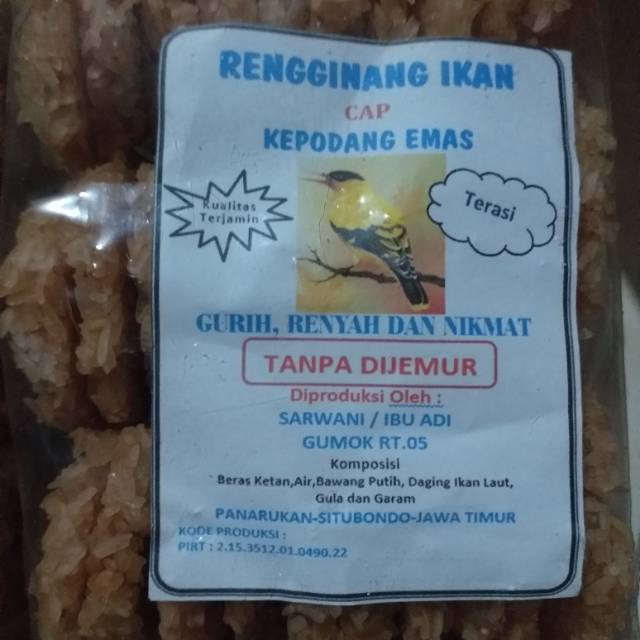 RENGGINANG IKAN
CAP
KEPODANG EMAS
Kualitas
Terjamin
Terasi
GURIH, RENYAH DAN NIKMAT
TANPA DIJEMUR
Diproduksi Oleh :
SARWANI / IBU ADI
GUMOK RT.05
Komposisi
Beras Ketan,Air,Bawang Putih, Daging Ikan Laut,
Gula dan Garam
PANARUKAN-SITUBONDO-JAWA TIMUR
KODE PRODUKSI :
PIRT : 2.15.3512.01.0490.22